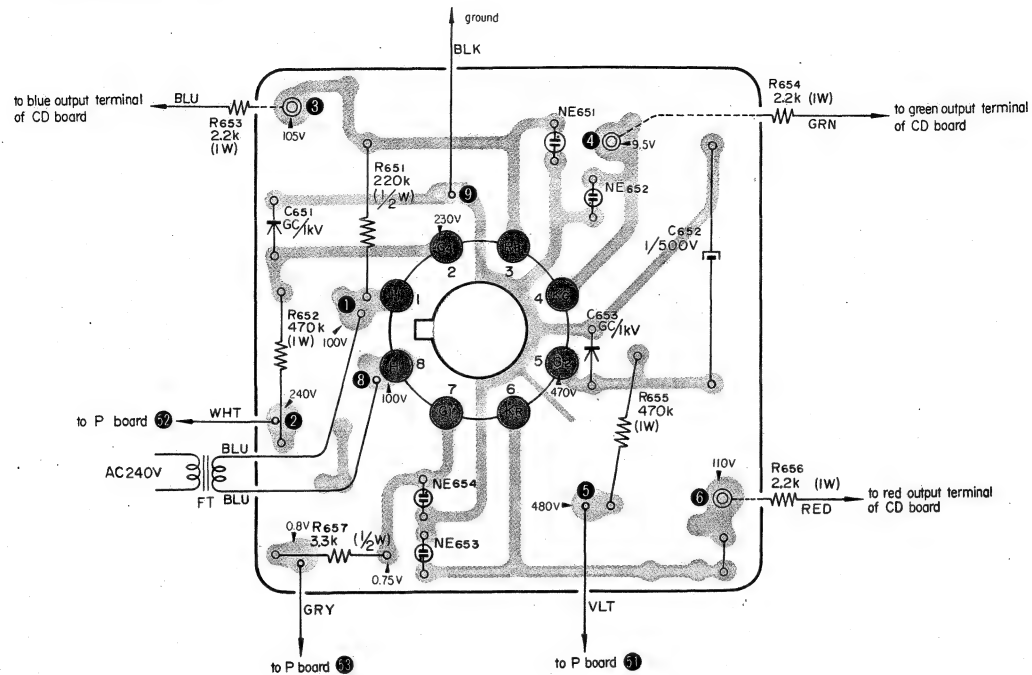 ground
BLK
to blue output terminal
of CD board
BLU
R653
2.2k
(1W)
3
105V
R654
2.2k (1W)
GRN
to green output terminal
of CD board
NE651
4
9.5V
NE652
R651
220k
(1/2W)
9
C651
GC/1kV
230V
G4
2
3
C652
1/500V
1
4
KG
C653
GC/1kV
R652
470k
(1W)
1
100V
H
8
8
100V
5
G2
470V
7
6
GY
KR
R655
470k
(1W)
240V
2
WHT
to P board 52
BLU
AC240V
FT
BLU
NE654
NE653
5
480V
110V
6
R656
2.2k (1W)
RED
to red output terminal
of CD board
0.8V
R657
3.3k (1/2W)
0.75V
GRY
to P board 53
VLT
to P board 51